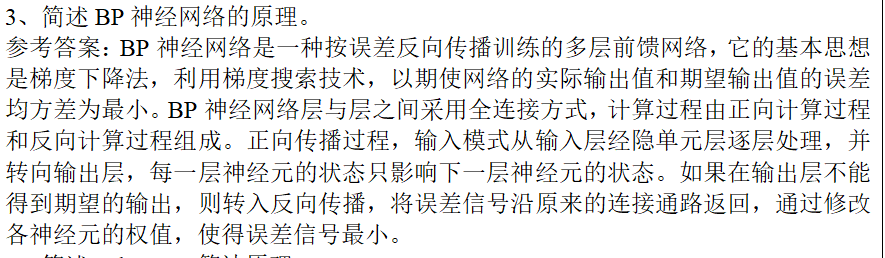 3、简述 BP 神经网络的原理。
参考答案：BP 神经网络是一种按误差反向传播训练的多层前馈网络，它的基本思想
是梯度下降法，利用梯度搜索技术，以期使网络的实际输出值和期望输出值的误差
均方差为最小。BP 神经网络层与层之间采用全连接方式，计算过程由正向计算过程
和反向计算过程组成。正向传播过程，输入模式从输入层经隐单元层逐层处理，并
转向输出层，每一层神经元的状态只影响下一层神经元的状态。如果在输出层不能
得到期望的输出，则转入反向传播，将误差信号沿原来的连接通路返回，通过修改
各神经元的权值，使得误差信号最小。